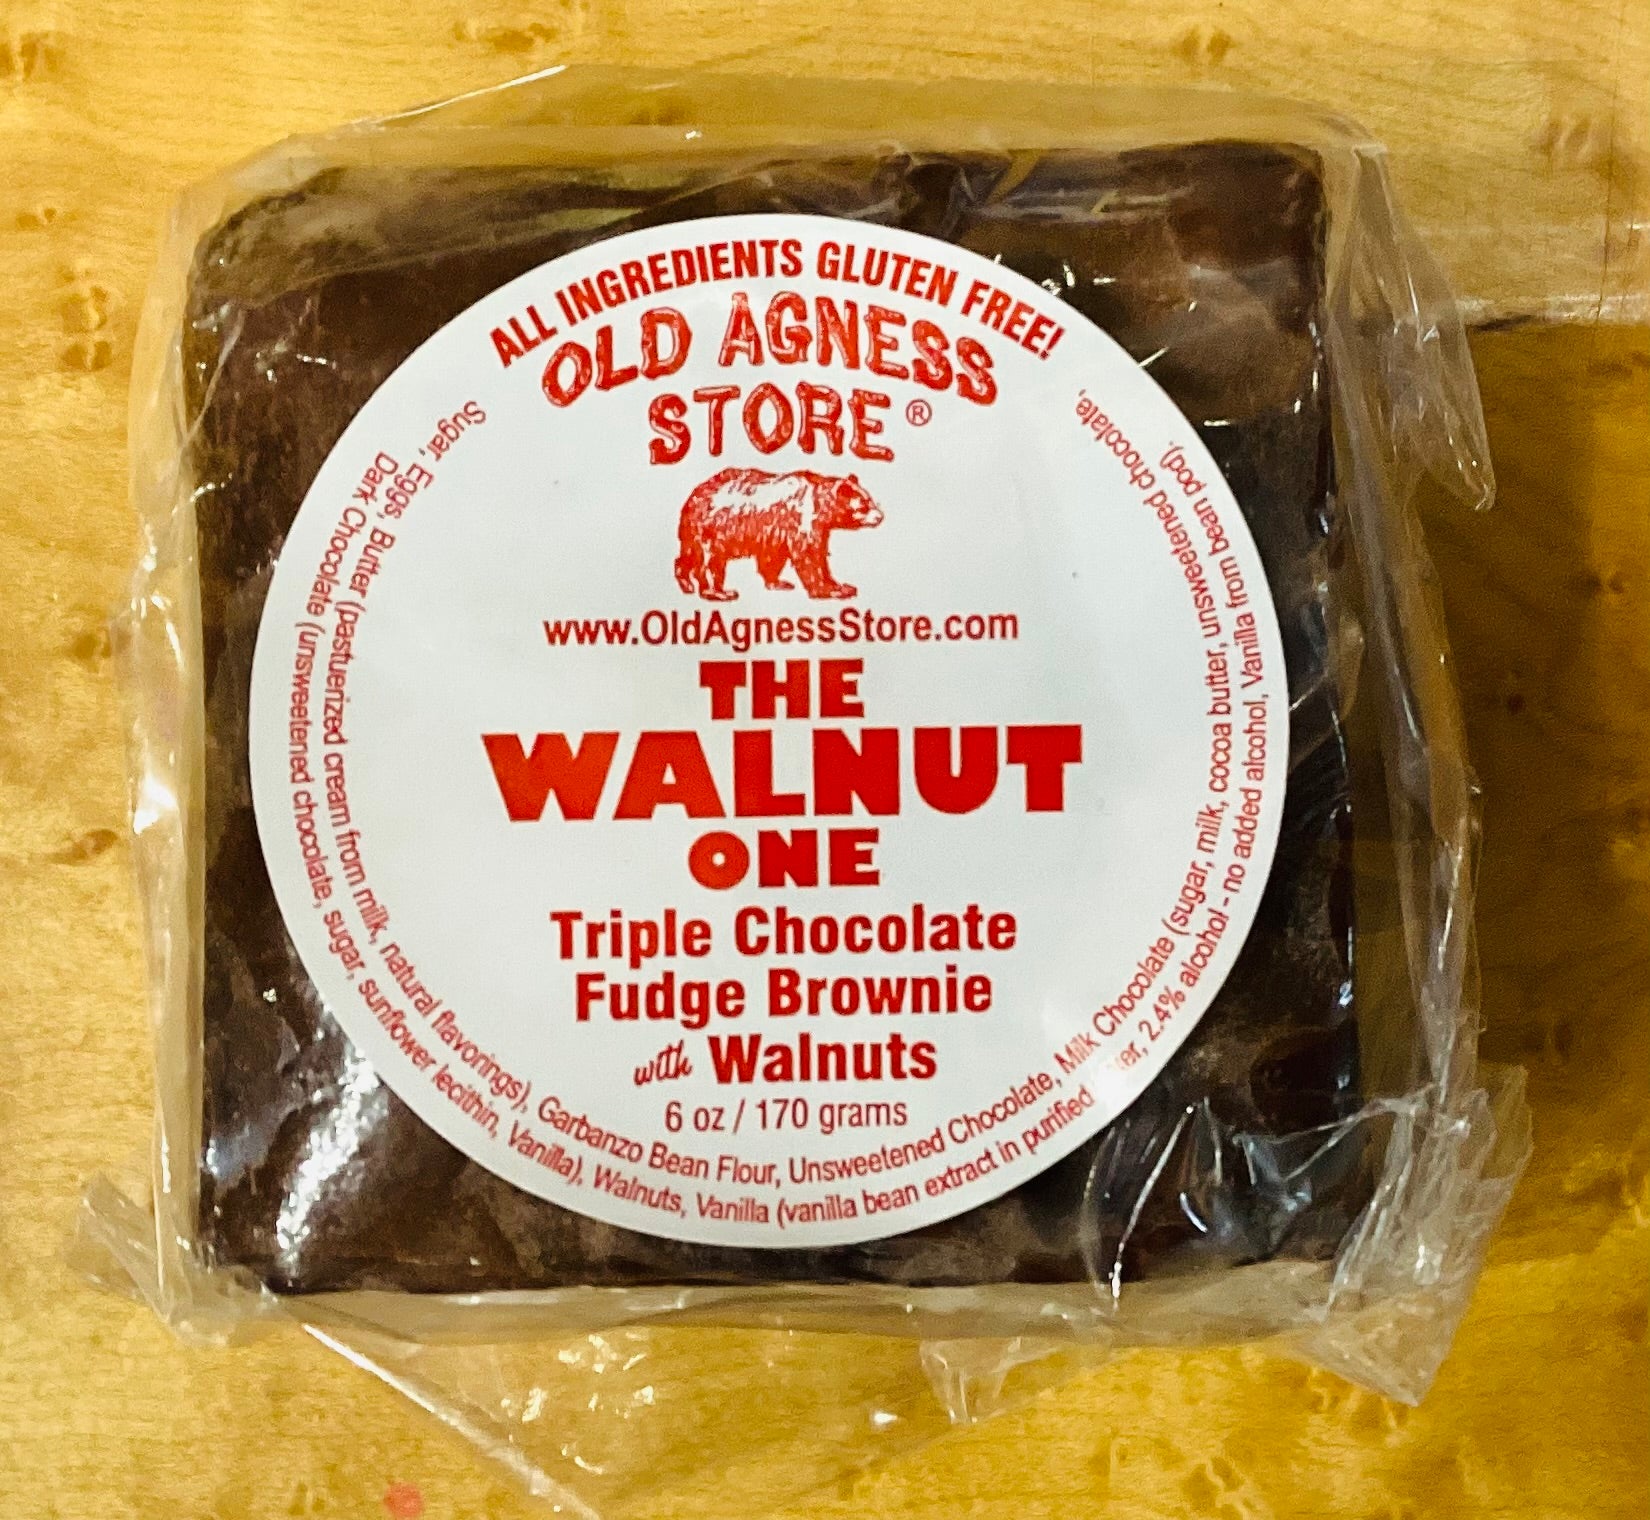 ALL INGREDIENTS GLUTEN FREE!
OLD AGNESS
STORE®
www.OldAgnessStore.com
THE
WALNUT
ONE
Triple Chocolate
Fudge Brownie
with Walnuts
6 oz / 170 grams
Sugar, Eggs, Butter (pastuerized cream from milk, natural flavorings), Garbanzo Bean Flour, Unsweetened Chocolate, Milk Chocolate (sugar, milk, cocoa butter, unsweetened chocolate,
Dark Chocolate (unsweetened chocolate, sugar, sunflower lecithin, Vanilla), Walnuts, Vanilla (vanilla bean extract in purified 2.4% alcohol - no added alcohol, Vanilla from bean pod).